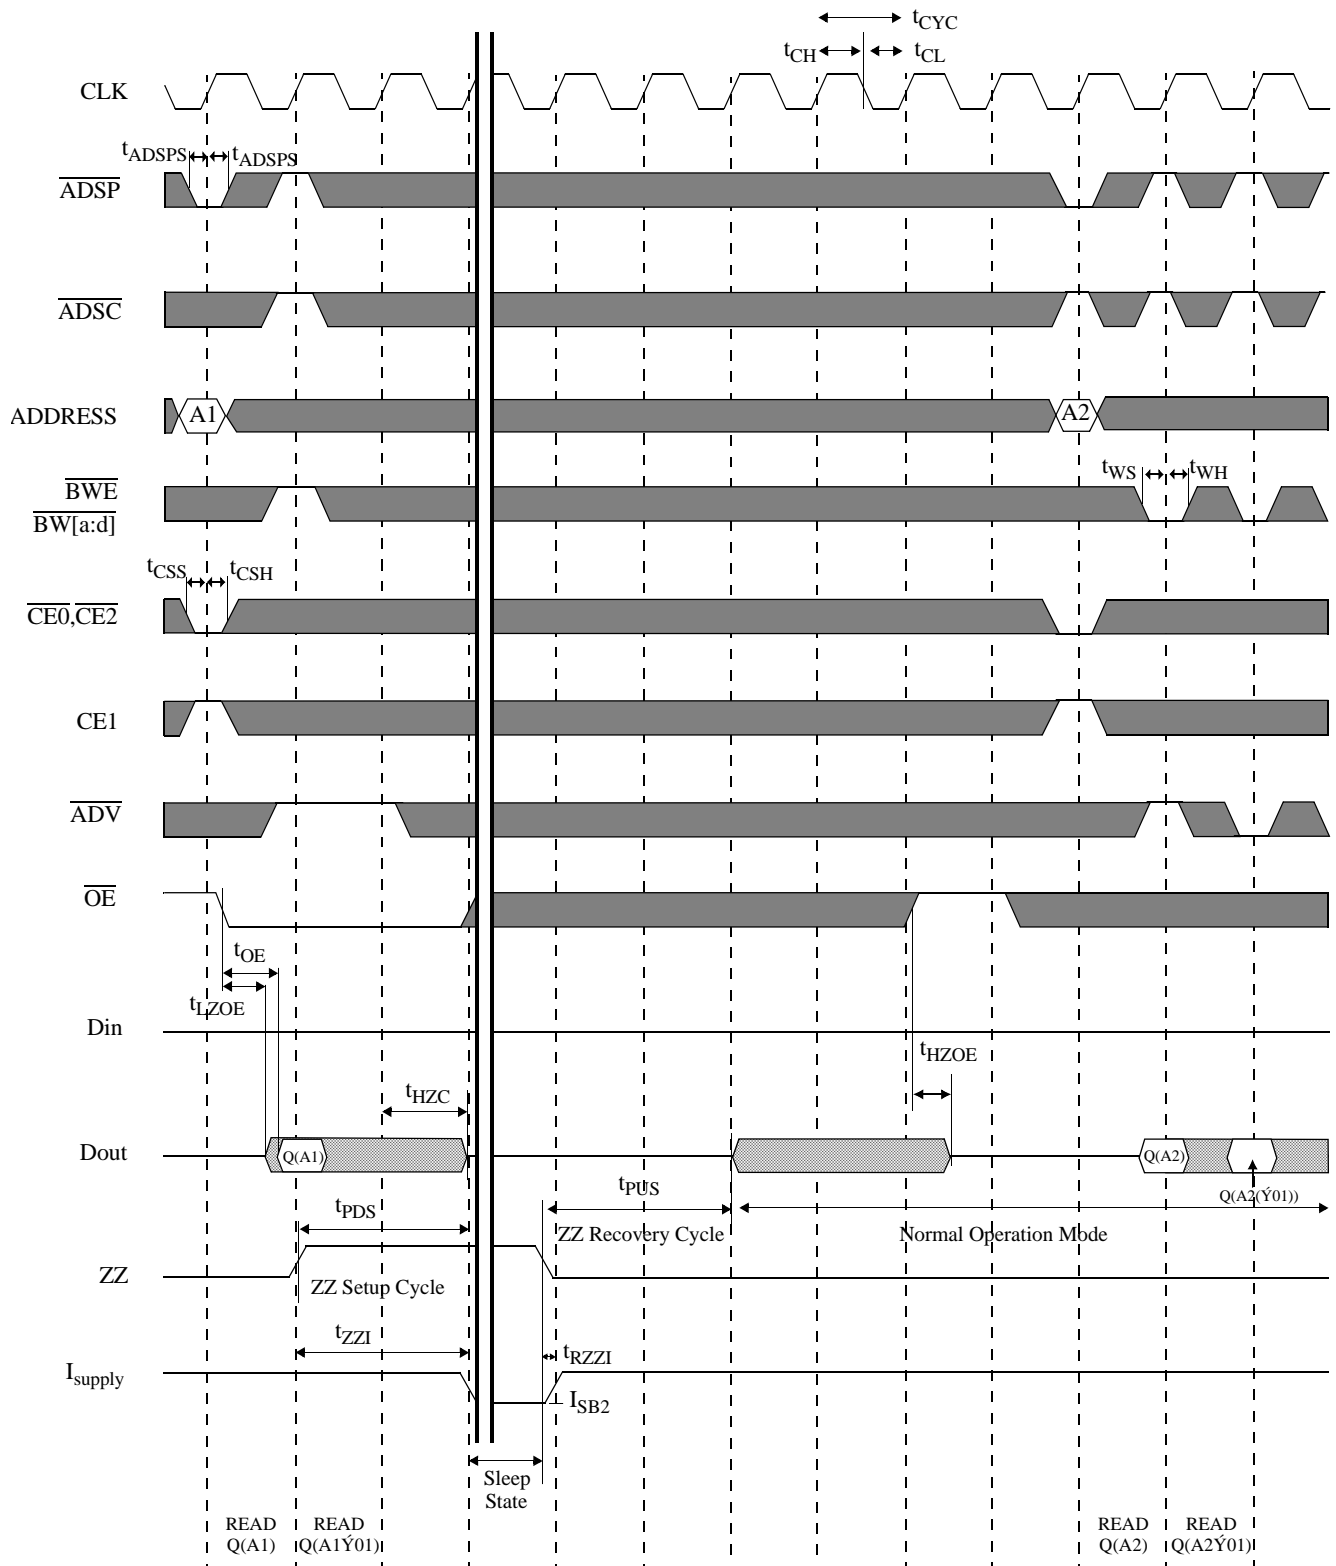 tCYC
tCH tCL
CLK
tADSPS tADSPS
ADSP
ADSC
ADDRESS A1 A2
tWS tWH
BWE
BW[a:d]
tCSS tCSH
CE0,CE2
CE1
ADV
OE
tOE
tLZOE
Din
tHZOE
tHZC
Dout Q(A1) Q(A2)
Q(A2(Ý01))
tPUS
tPDS
ZZ Recovery Cycle Normal Operation Mode
ZZ
ZZ Setup Cycle
tZZI
tRZZI
Isupply
ISB2
Sleep
State
READ READ READ READ
Q(A1) Q(A1Ý01) Q(A2) Q(A2Ý01)